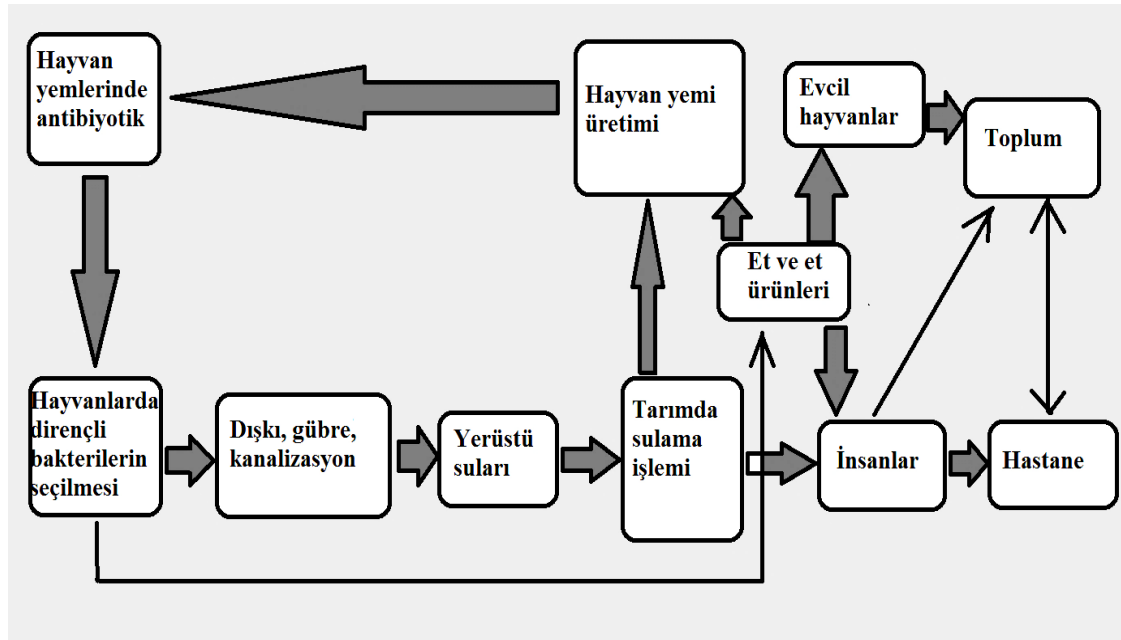 Hayvan
yemlerinde
antibiyotik
Hayvan yemi
üretimi
Evcil
hayvanlar
Toplum
Et ve et
ürünleri
Hayvanlarda
dirençli
bakterilerin
seçilmesi
Dışkı, gübre,
kanalizasyon
Yerüstü
suları
Tarımda
sulama
işlemi
İnsanlar
Hastane